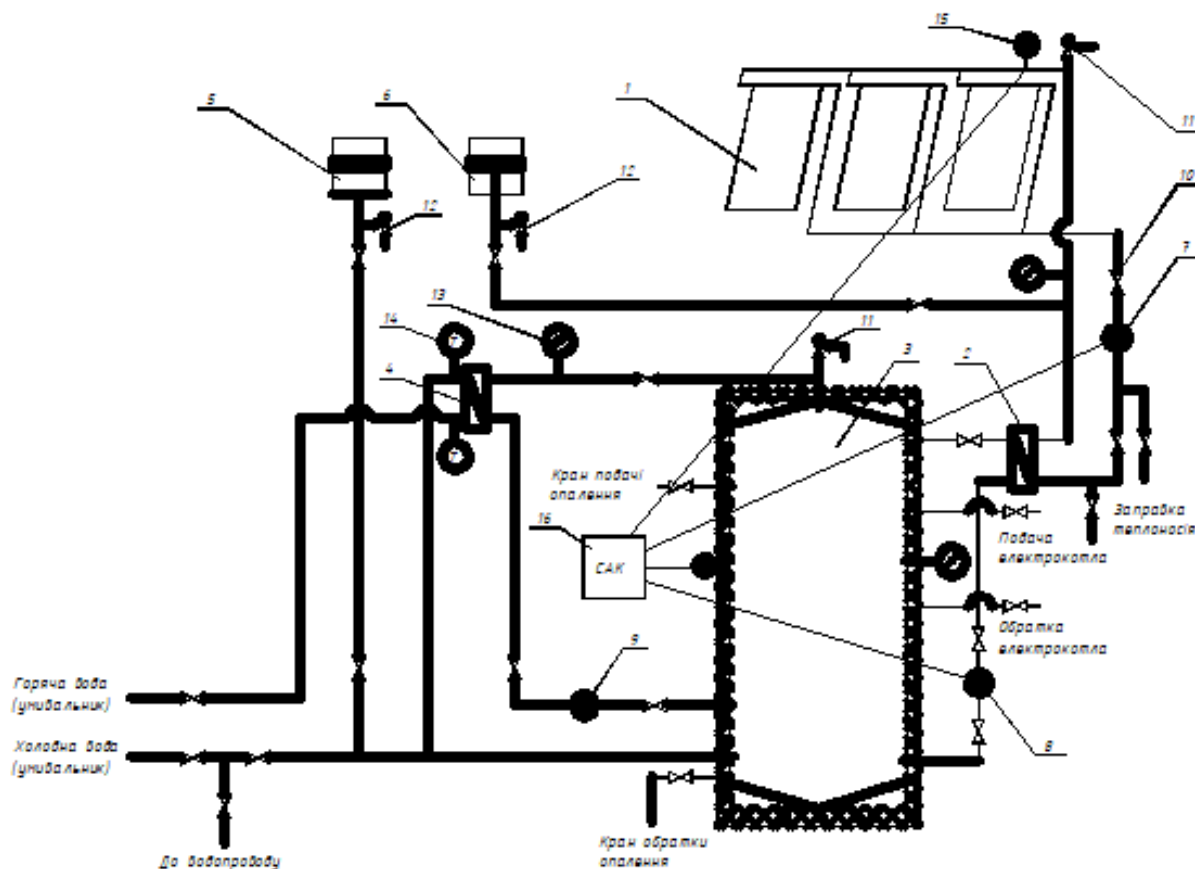 15
11
1
5
6
12
12
10
7
13
14
11
3
2
4
Кран подачі
опалення
Заправка
теплоносія
16
САК
Подача
електрокотла
Обратка
електрокотла
9
Горяча вода
(умивальник)
Холодна вода
(умивальник)
8
Кран обратки
опалення
До водопроводу